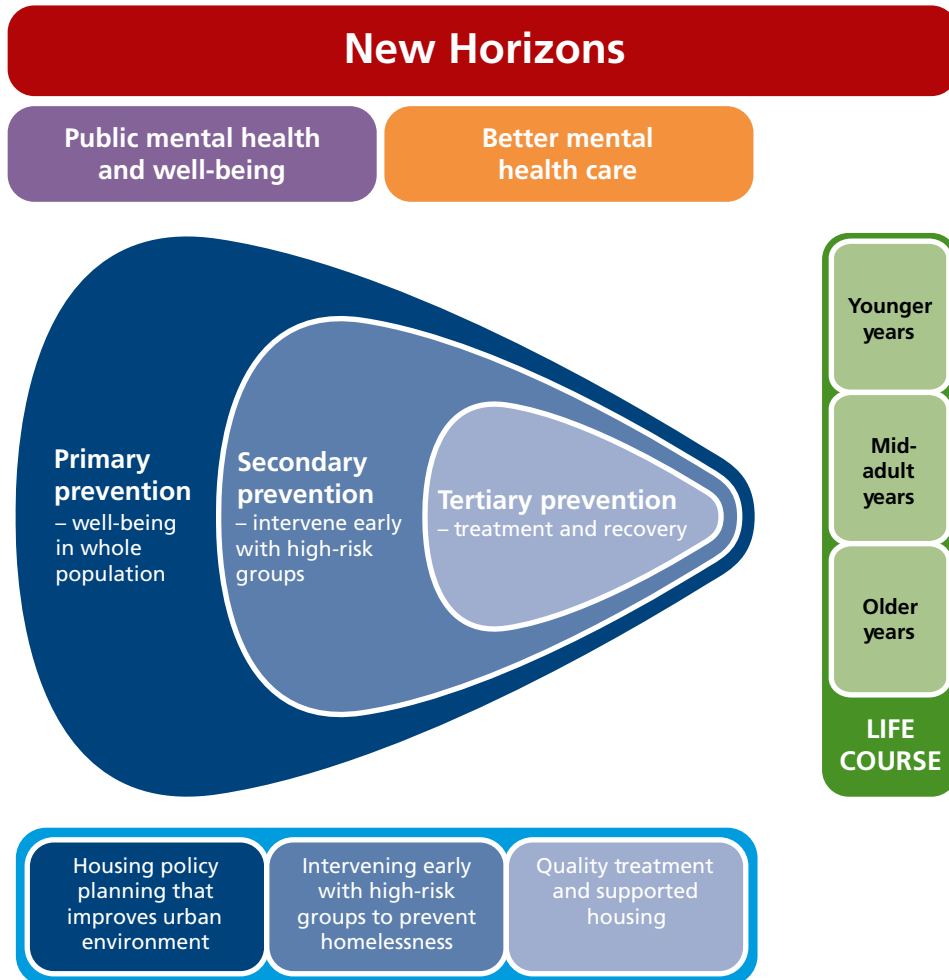 New Horizons
Public mental health
and well-being
Better mental
health care
Primary
prevention
– well-being
in whole
population
Secondary
prevention
– intervene early
with high-risk
groups
Tertiary prevention
– treatment and recovery
Younger
years
Mid-
adult
years
Older
years
LIFE
COURSE
Housing policy
planning that
improves urban
environment
Intervening early
with high-risk
groups to prevent
homelessness
Quality treatment
and supported
housing